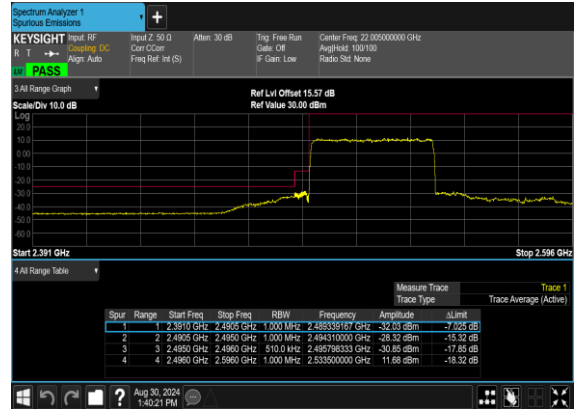 Spectrum Analyzer 1
Spurious Emissions
KEYSIGHT Input: RF Input Z: 50 Ω Atten: 30 dB Trig: Free Run Center Freq: 22.005000000 GHz
R T Coupling: DC Corr CCorr Gate: Off Avg|Hold: 100/100
Align: Auto Freq Ref: Int (S) IF Gain: Low Radio Std: None
LM PASS
3 All Range Graph
Ref Lvl Offset 15.57 dB
Scale/Div 10.0 dB Ref Value 30.00 dBm
Log
20.0
10.0
0.00
-10.0
-20.0
-30.0
-40.0
-50.0
-60.0
Start 2.391 GHz Stop 2.596 GHz
4 All Range Table
Measure Trace Trace 1
Trace Type Trace Average (Active)
Spur Range Start Freq Stop Freq RBW Frequency Amplitude ΔLimit
1 1 2.3910 GHz 2.4905 GHz 1.000 MHz 2.489339167 GHz -32.03 dBm -7.025 dB
2 2 2.4905 GHz 2.4950 GHz 1.000 MHz 2.494310000 GHz -28.32 dBm -15.32 dB
3 3 2.4950 GHz 2.4960 GHz 510.0 kHz 2.495798333 GHz -30.85 dBm -17.85 dB
4 4 2.4960 GHz 2.5960 GHz 1.000 MHz 2.533500000 GHz 11.68 dBm -18.32 dB
? Aug 30, 2024
1:40:21 PM